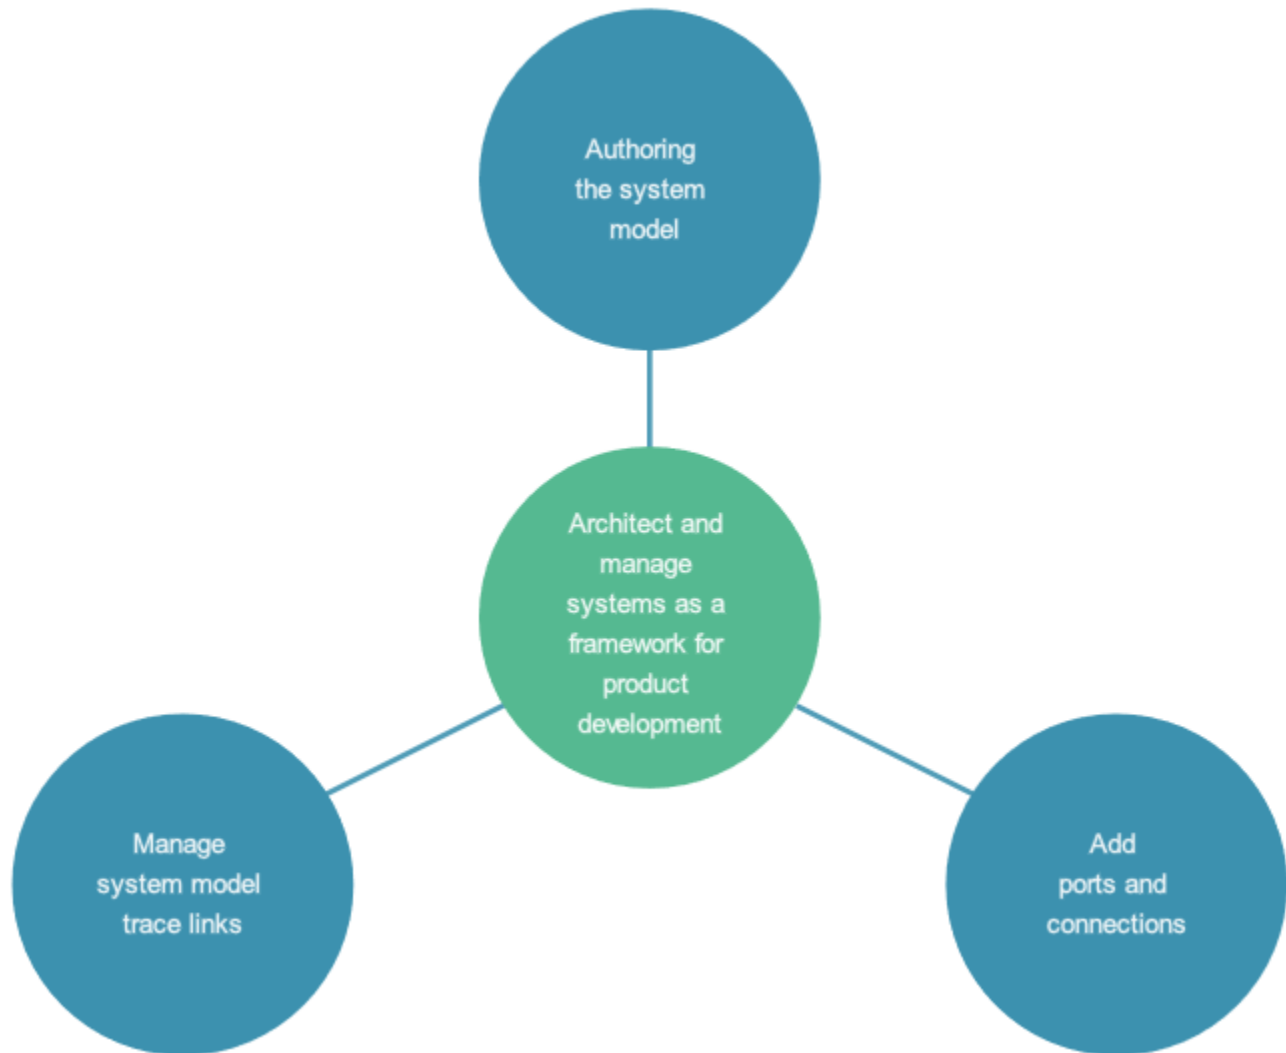 Authoring
the system
model
Architect and
manage
systems as a
framework for
product
development
Manage
system model
trace links
Add
ports and
connections